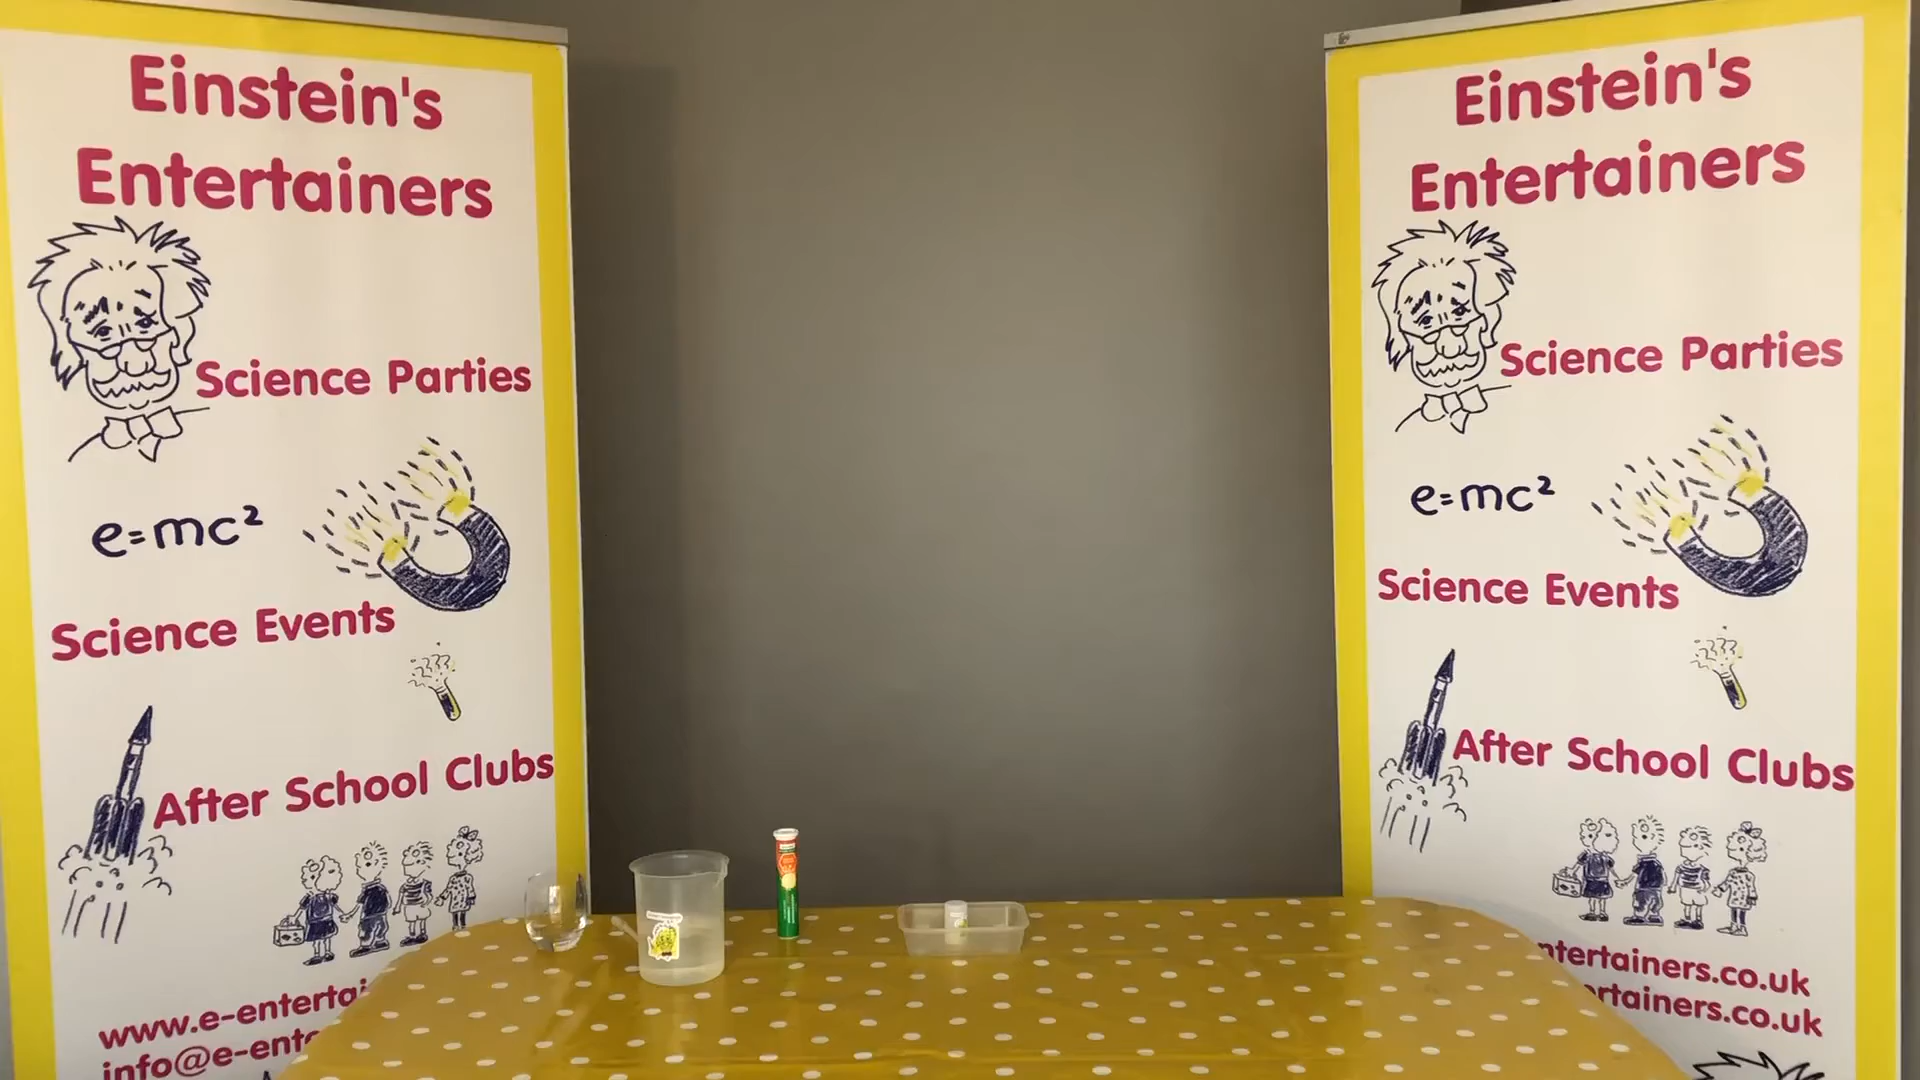 Einstein's
Entertainers
Science Parties
e=mc²
Science Events
After School Clubs
www.e-entertai
info@e-ente
Einstein's
Entertainers
Science Parties
e=mc²
Science Events
After School Clubs
ntertainers.co.uk
rtainers.co.uk